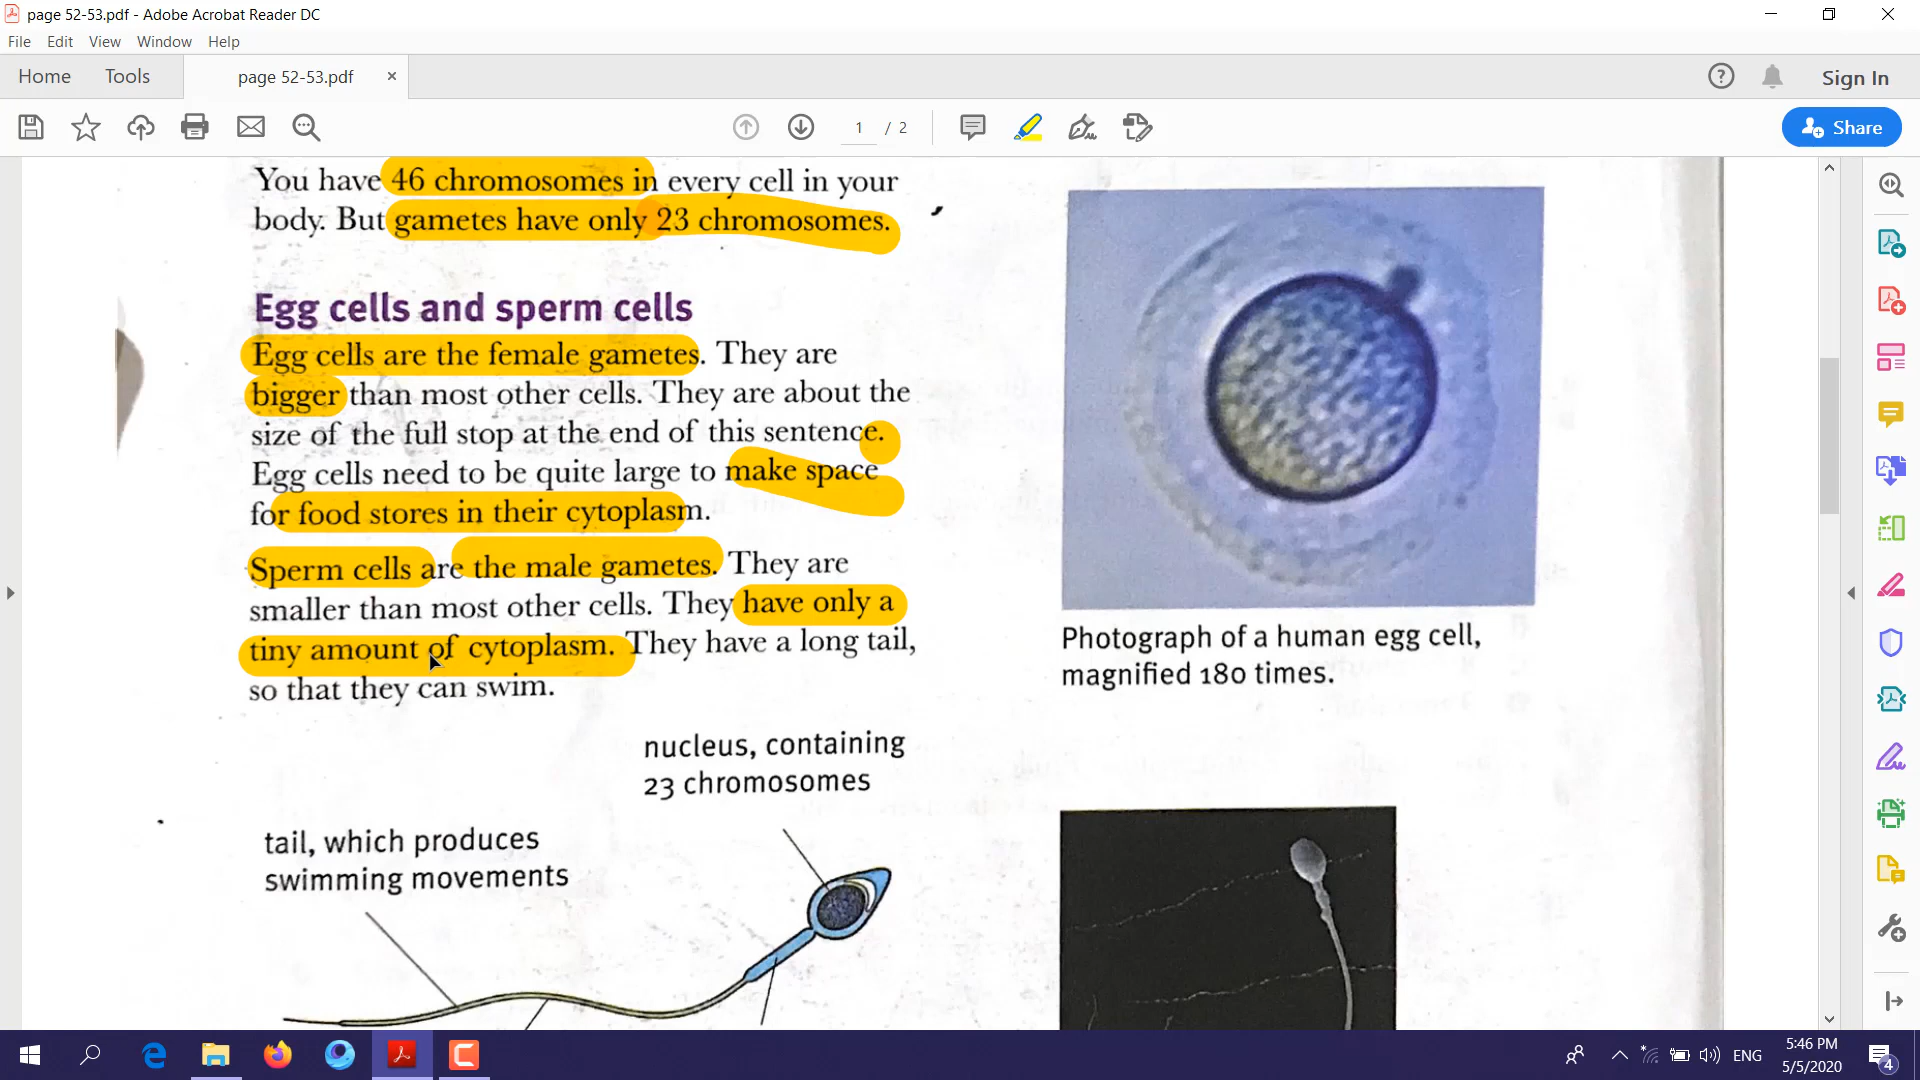 page 52-53.pdf - Adobe Acrobat Reader DC
File Edit View Window Help
Home Tools page 52-53.pdf × Sign In
1 / 2 Share
You have 46 chromosomes in every cell in your
body. But gametes have only 23 chromosomes.
Egg cells and sperm cells
Egg cells are the female gametes. They are
bigger than most other cells. They are about the
size of the full stop at the end of this sentence.
Egg cells need to be quite large to make space
for food stores in their cytoplasm.
Sperm cells are the male gametes. They are
smaller than most other cells. They have only a
tiny amount of cytoplasm. They have a long tail,
so that they can swim.
Photograph of a human egg cell,
magnified 180 times.
nucleus, containing
23 chromosomes
tail, which produces
swimming movements
ENG
5:46 PM
5/5/2020
4